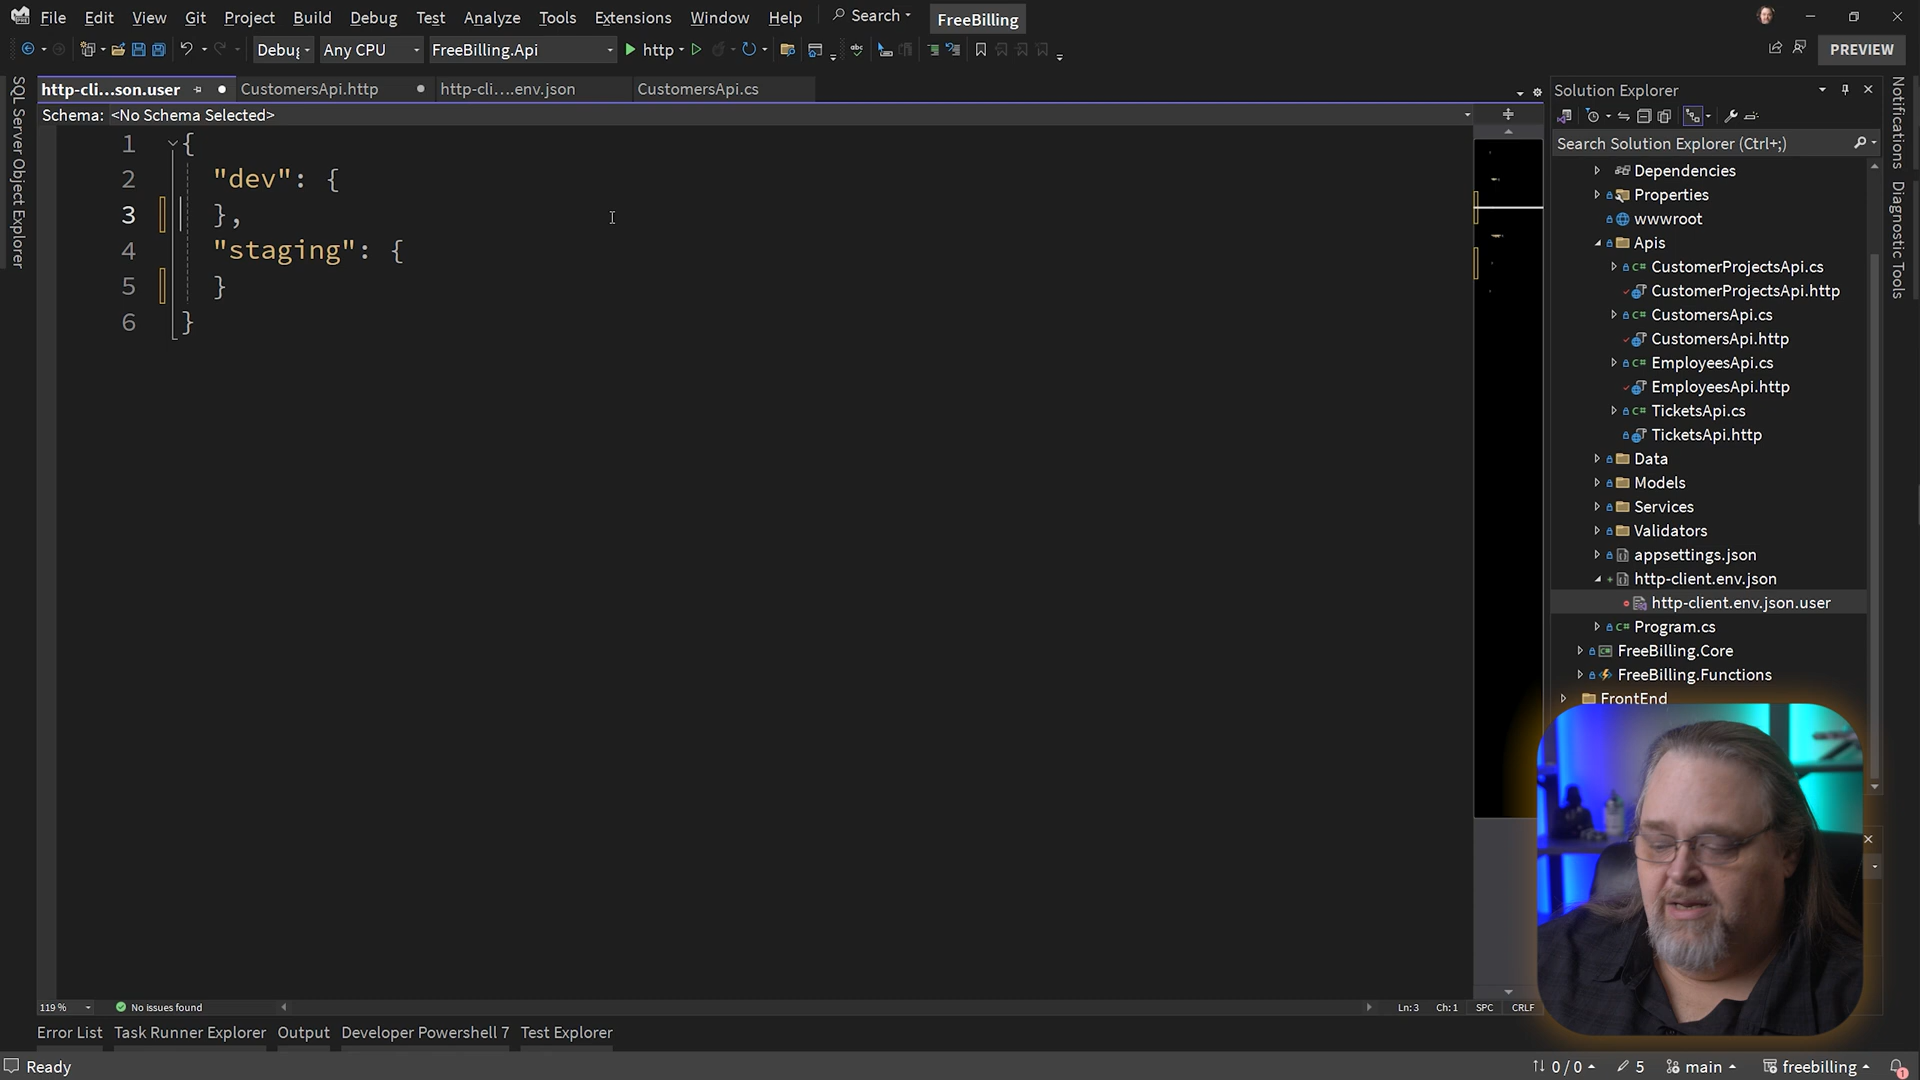 File Edit View Git Project Build Debug Test Analyze Tools Extensions Window Help Search FreeBilling
Debug Any CPU FreeBilling.Api http PREVIEW
http-cli...son.user CustomersApi.http http-cli....env.json CustomersApi.cs
Schema: <No Schema Selected>
1 {
2 "dev": {
3 },
4 "staging": {
5 }
6 }
SQL Server Object Explorer
Solution Explorer
Search Solution Explorer (Ctrl+;)
Dependencies
Properties
wwwroot
Apis
CustomerProjectsApi.cs
CustomerProjectsApi.http
CustomersApi.cs
CustomersApi.http
EmployeesApi.cs
EmployeesApi.http
TicketsApi.cs
TicketsApi.http
Data
Models
Services
Validators
appsettings.json
http-client.env.json
http-client.env.json.user
Program.cs
FreeBilling.Core
FreeBilling.Functions
FrontEnd
Notifications
Diagnostic Tools
119 % No issues found Ln:3 Ch:1 SPC CRLF
Error List Task Runner Explorer Output Developer Powershell 7 Test Explorer
Ready 0 / 0 5 main freebilling 1